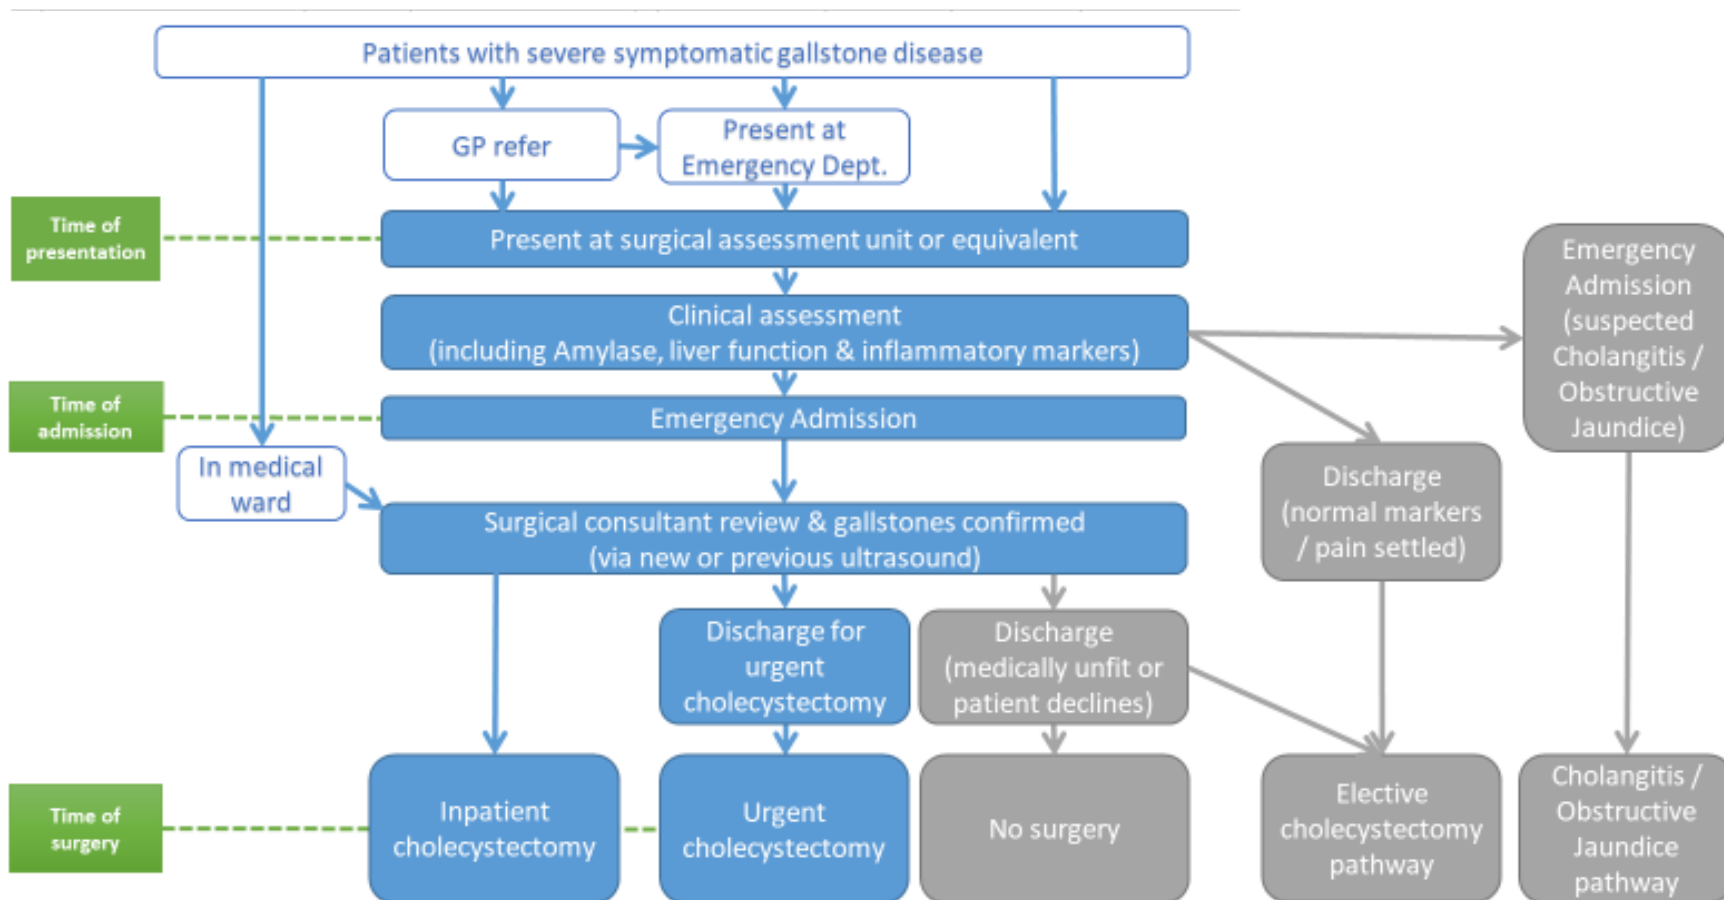 Patients with severe symptomatic gallstone disease
GP refer
Present at
Emergency Dept.
Time of
presentation
Present at surgical assessment unit or equivalent
Clinical assessment
(including Amylase, liver function & inflammatory markers)
Emergency
Admission
(suspected
Cholangitis /
Obstructive
Jaundice)
Time of
admission
Emergency Admission
In medical
ward
Discharge
(normal markers
/ pain settled)
Surgical consultant review & gallstones confirmed
(via new or previous ultrasound)
Discharge for
urgent
cholecystectomy
Discharge
(medically unfit or
patient declines)
Time of
surgery
Inpatient
cholecystectomy
Urgent
cholecystectomy
No surgery
Elective
cholecystectomy
pathway
Cholangitis /
Obstructive
Jaundice
pathway